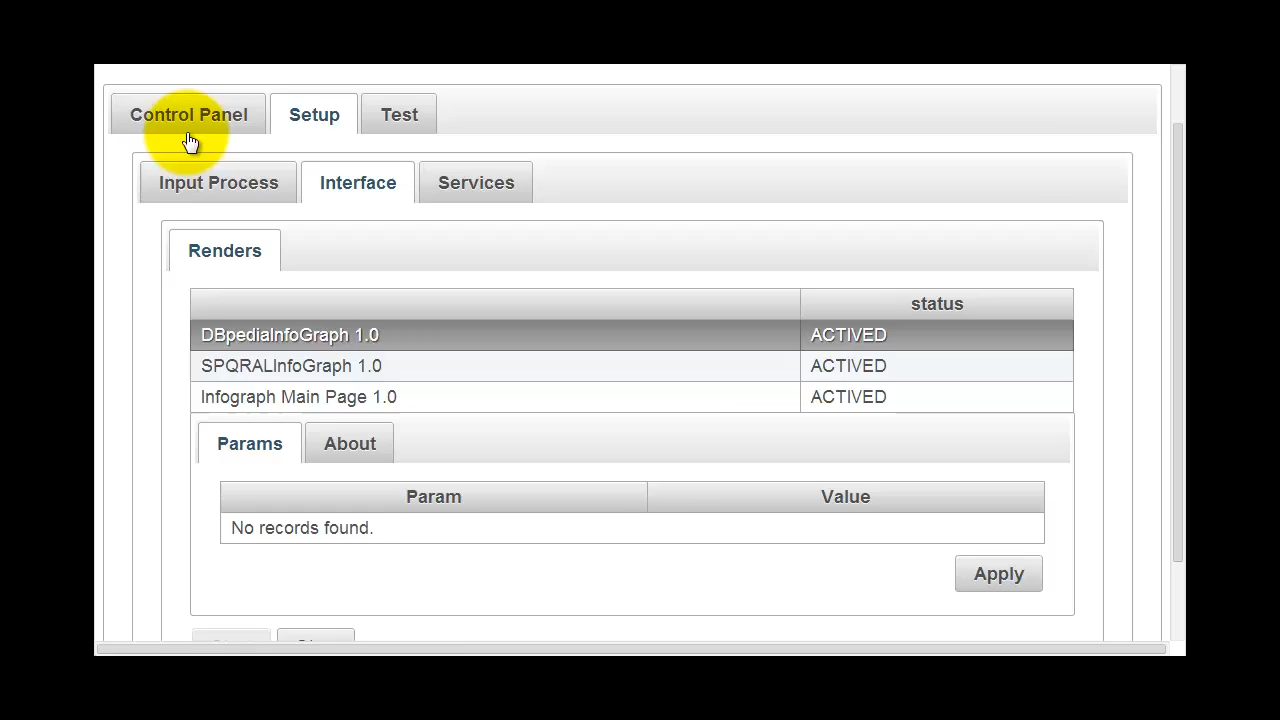 Control Panel Setup Test
Input Process Interface Services
Renders
status
DBpediaInfoGraph 1.0 ACTIVED
SPQRALInfoGraph 1.0 ACTIVED
Infograph Main Page 1.0 ACTIVED
Params About
Param Value
No records found.
Apply